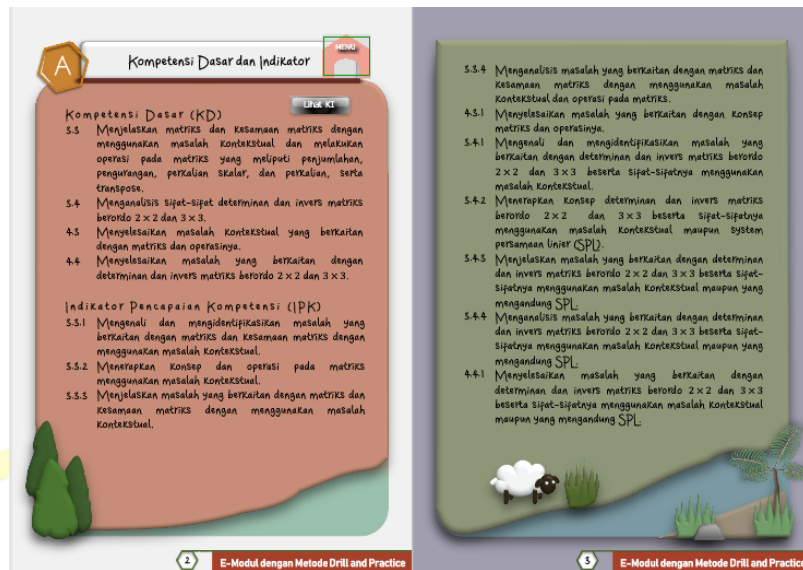 A
Kompetensi Dasar dan Indikator
MENU
Lihat KI
Kompetensi Dasar (KD)
3.3 Menjelaskan matriks dan kesamaan matriks dengan
menggunakan masalah kontekstual dan melakukan
operasi pada matriks yang meliputi penjumlahan,
pengurangan, perkalian skalar, dan perkalian, serta
transpose.
3.4 Menganalisis sifat-sifat determinan dan invers matriks
berordo 2 × 2 dan 3 × 3.
4.3 Menyelesaikan masalah kontekstual yang berkaitan
dengan matriks dan operasinya.
4.4 Menyelesaikan masalah yang berkaitan dengan
determinan dan invers matriks berordo 2 × 2 dan 3 × 3.
Indikator Pencapaian Kompetensi (IPK)
3.3.1 Mengenali dan mengidentifikasikan masalah yang
berkaitan dengan matriks dan kesamaan matriks dengan
menggunakan masalah kontekstual.
3.3.2 Menerapkan konsep dan operasi pada matriks
menggunakan masalah kontekstual.
3.3.3 Menjelaskan masalah yang berkaitan dengan matriks dan
kesamaan matriks dengan menggunakan masalah
kontekstual.
2
E-Modul dengan Metode Drill and Practice
3.3.4 Menganalisis masalah yang berkaitan dengan matriks dan
kesamaan matriks dengan menggunakan masalah
kontekstual dan operasi pada matriks.
4.3.1 Menyelesaikan masalah yang berkaitan dengan konsep
matriks dan operasinya.
3.4.1 Mengenali dan mengidentifikasikan masalah yang
berkaitan dengan determinan dan invers matriks berordo
2 × 2 dan 3 × 3 beserta sifat-sifatnya menggunakan
masalah kontekstual.
3.4.2 Menerapkan konsep determinan dan invers matriks
berordo 2 × 2 dan 3 × 3 beserta sifat-sifatnya
menggunakan masalah kontekstual maupun system
persamaan linier (SPL).
3.4.3 Menjelaskan masalah yang berkaitan dengan determinan
dan invers matriks berordo 2 × 2 dan 3 × 3 beserta sifat-
sifatnya menggunakan masalah kontekstual maupun yang
mengandung SPL.
3.4.4 Menganalisis masalah yang berkaitan dengan determinan
dan invers matriks berordo 2 × 2 dan 3 × 3 beserta sifat-
sifatnya menggunakan masalah kontekstual maupun yang
mengandung SPL.
4.4.1 Menyelesaikan masalah yang berkaitan dengan
determinan dan invers matriks berordo 2 × 2 dan 3 × 3
beserta sifat-sifatnya menggunakan masalah kontekstual
maupun yang mengandung SPL.
3
E-Modul dengan Metode Drill and Practice